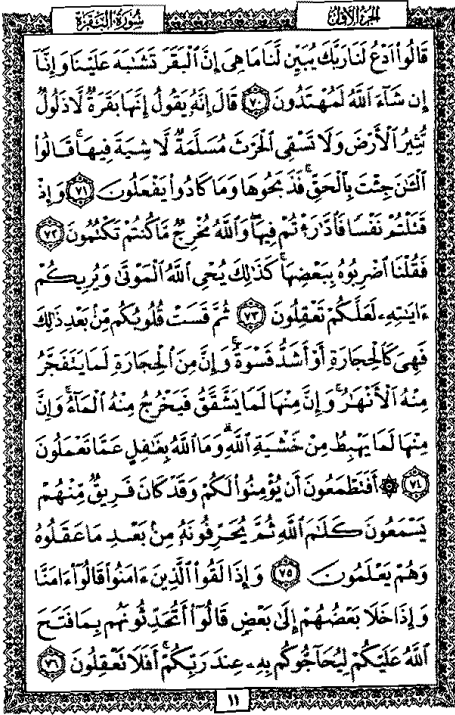 الجزء الأول
سورة البقرة
قَالُوا۟ ٱدْعُ لَنَا رَبَّكَ يُبَيِّن لَّنَا مَا هِىَ إِنَّ ٱلْبَقَرَ تَشَٰبَهَ عَلَيْنَا وَإِنَّآ
إِن شَآءَ ٱللَّهُ لَمُهْتَدُونَ ٧٠ قَالَ إِنَّهُۥ يَقُولُ إِنَّهَا بَقَرَةٌ لَّا ذَلُولٌ
تُثِيرُ ٱلْأَرْضَ وَلَا تَسْقِى ٱلْحَرْثَ مُسَلَّمَةٌ لَّا شِيَةَ فِيهَا ۚ قَالُوا۟
ٱلْـَٰٔنَ جِئْتَ بِٱلْحَقِّ ۚ فَذَبَحُوهَا وَمَا كَادُوا۟ يَفْعَلُونَ ٧١ وَإِذْ
قَتَلْتُمْ نَفْسًا فَٱدَّٰرَْٰٔتُمْ فِيهَا ۖ وَٱللَّهُ مُخْرِجٌ مَّا كُنتُمْ تَكْتُمُونَ ٧٢
فَقُلْنَا ٱضْرِبُوهُ بِبَعْضِهَا ۚ كَذَٰلِكَ يُحْىِ ٱللَّهُ ٱلْمَوْتَىٰ وَيُرِيكُمْ
ءَايَٰتِهِۦ لَعَلَّكُمْ تَعْقِلُونَ ٧٣ ثُمَّ قَسَتْ قُلُوبُكُم مِّنۢ بَعْدِ ذَٰلِكَ
فَهِىَ كَٱلْحِجَارَةِ أَوْ أَشَدُّ قَسْوَةً ۚ وَإِنَّ مِنَ ٱلْحِجَارَةِ لَمَا يَتَفَجَّرُ
مِنْهُ ٱلْأَنْهَٰرُ ۚ وَإِنَّ مِنْهَا لَمَا يَشَّقَّقُ فَيَخْرُجُ مِنْهُ ٱلْمَآءُ ۚ وَإِنَّ
مِنْهَا لَمَا يَهْبِطُ مِنْ خَشْيَةِ ٱللَّهِ ۗ وَمَا ٱللَّهُ بِغَٰفِلٍ عَمَّا تَعْمَلُونَ
٧٤ ۞ أَفَتَطْمَعُونَ أَن يُؤْمِنُوا۟ لَكُمْ وَقَدْ كَانَ فَرِيقٌ مِّنْهُمْ
يَسْمَعُونَ كَلَٰمَ ٱللَّهِ ثُمَّ يُحَرِّفُونَهُۥ مِنۢ بَعْدِ مَا عَقَلُوهُ
وَهُمْ يَعْلَمُونَ ٧٥ وَإِذَا لَقُوا۟ ٱلَّذِينَ ءَامَنُوا۟ قَالُوٓا۟ ءَامَنَّا
وَإِذَا خَلَا بَعْضُهُمْ إِلَىٰ بَعْضٍ قَالُوٓا۟ أَتُحَدِّثُونَهُم بِمَا فَتَحَ
ٱللَّهُ عَلَيْكُمْ لِيُحَآجُّوكُم بِهِۦ عِندَ رَبِّكُمْ ۚ أَفَلَا تَعْقِلُونَ ٧٦
١١